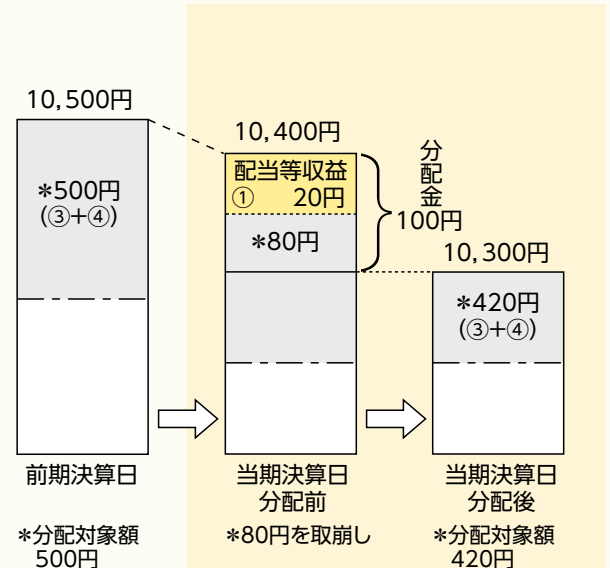 10,500円
*500円
(③+④)
前期決算日
*分配対象額
500円
10,400円
配当等収益
① 20円
*80円
分配金
100円
当期決算日
分配前
*80円を取崩し
10,300円
*420円
(③+④)
当期決算日
分配後
*分配対象額
420円